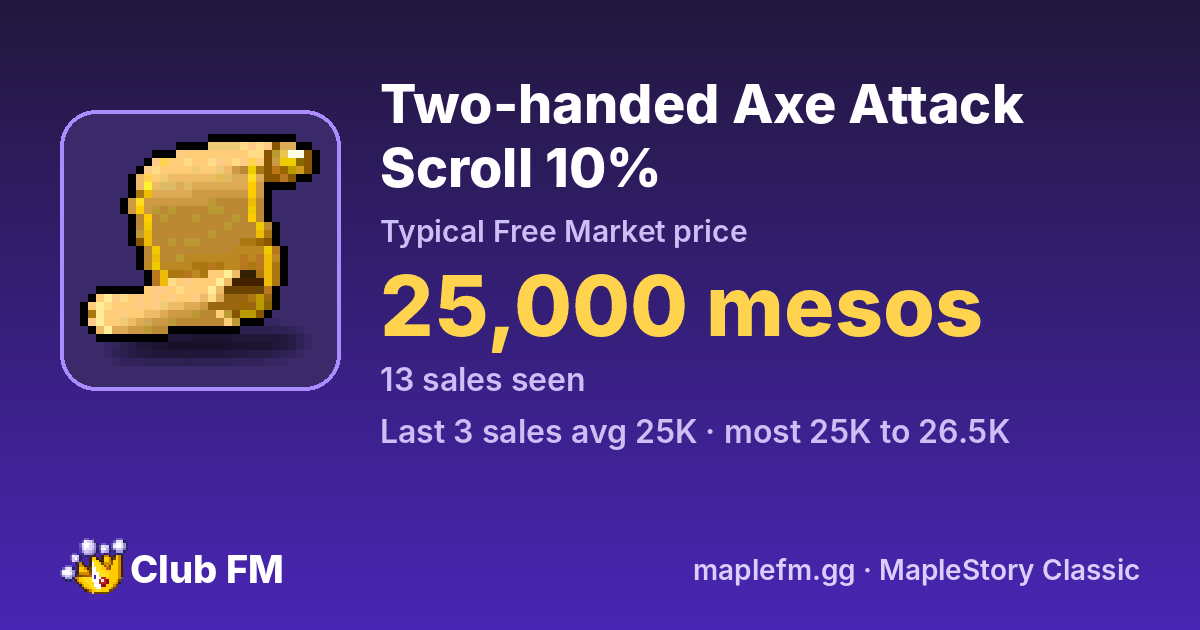 Two-handed Axe Attack
Scroll 10%
Typical Free Market price
25,000 mesos
13 sales seen
Last 3 sales avg 25K · most 25K to 26.5K
Club FM
maplefm.gg · MapleStory Classic